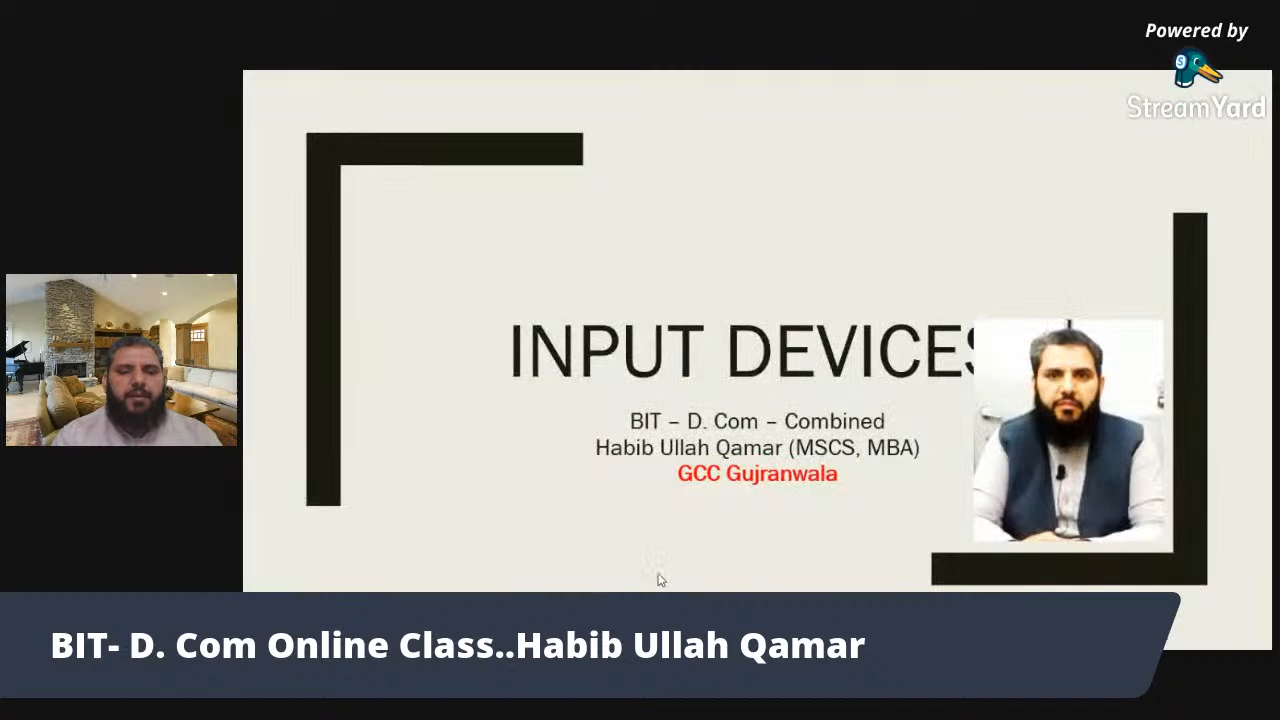 Powered by
StreamYard
INPUT DEVICES
BIT – D. Com – Combined
Habib Ullah Qamar (MSCS, MBA)
GCC Gujranwala
BIT- D. Com Online Class..Habib Ullah Qamar